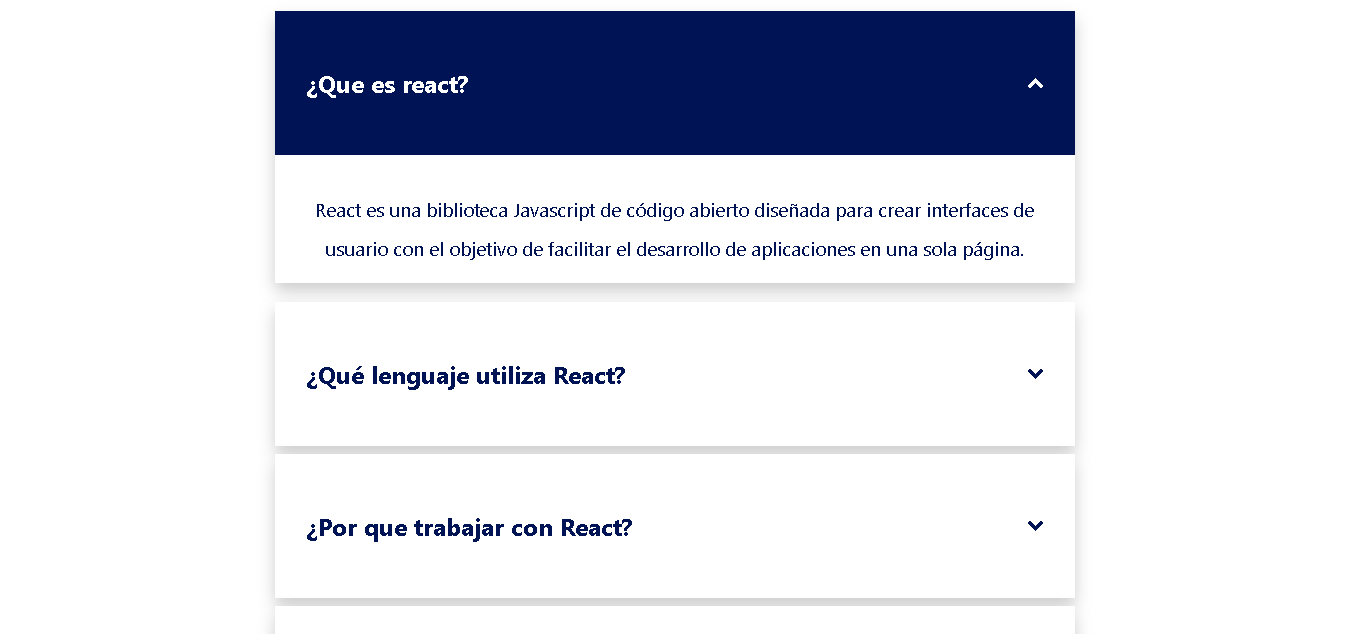 ¿Que es react?
React es una biblioteca Javascript de código abierto diseñada para crear interfaces de
usuario con el objetivo de facilitar el desarrollo de aplicaciones en una sola página.
¿Qué lenguaje utiliza React?
¿Por que trabajar con React?